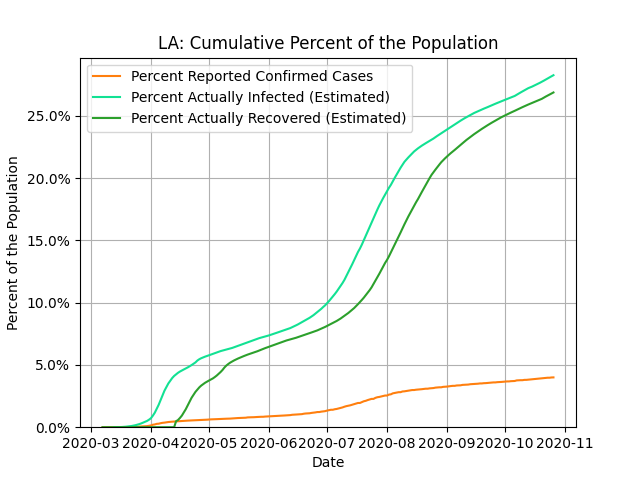 LA: Cumulative Percent of the Population
Percent Reported Confirmed Cases
Percent Actually Infected (Estimated)
Percent Actually Recovered (Estimated)
Percent of the Population
25.0%
20.0%
15.0%
10.0%
5.0%
0.0%
2020-03 2020-04 2020-05 2020-06 2020-07 2020-08 2020-09 2020-10 2020-11
Date